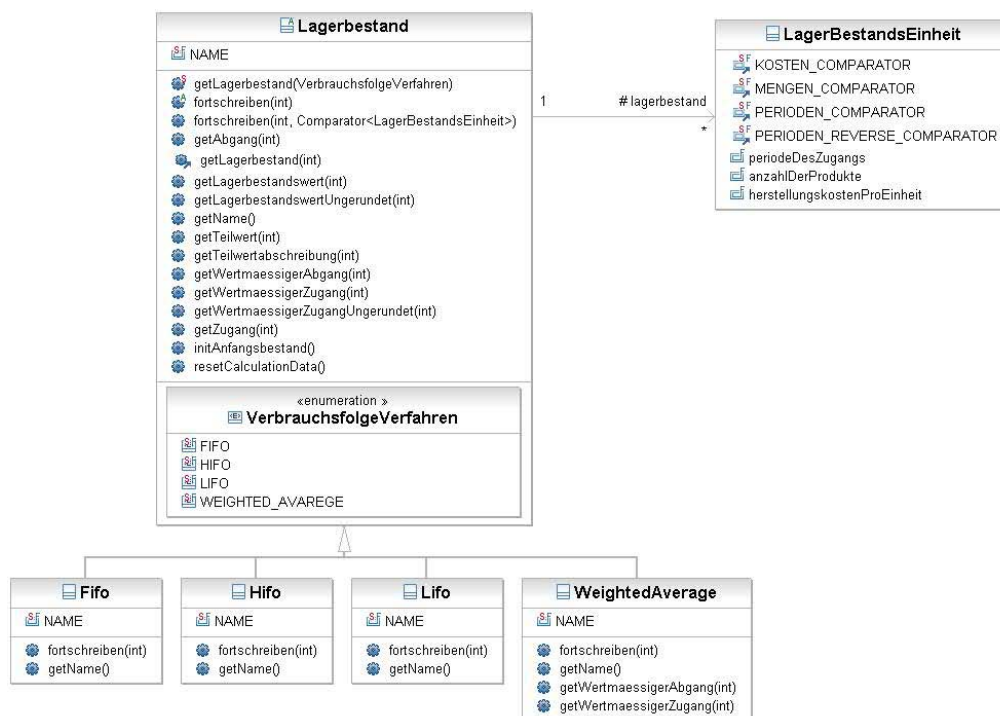 Lagerbestand
NAME
getLagerbestand(VerbrauchsfolgeVerfahren)
fortschreiben(int)
fortschreiben(int, Comparator<LagerBestandsEinheit>)
getAbgang(int)
getLagerbestand(int)
getLagerbestandswert(int)
getLagerbestandswertUngerundet(int)
getName()
getTeilwert(int)
getTeilwertabschreibung(int)
getWertmaessigerAbgang(int)
getWertmaessigerZugang(int)
getWertmaessigerZugangUngerundet(int)
getZugang(int)
initAnfangsbestand()
resetCalculationData()
«enumeration »
VerbrauchsfolgeVerfahren
FIFO
HIFO
LIFO
WEIGHTED_AVAREGE
1
# lagerbestand
*
LagerBestandsEinheit
KOSTEN_COMPARATOR
MENGEN_COMPARATOR
PERIODEN_COMPARATOR
PERIODEN_REVERSE_COMPARATOR
periodeDesZugangs
anzahlDerProdukte
herstellungskostenProEinheit
Fifo
NAME
fortschreiben(int)
getName()
Hifo
NAME
fortschreiben(int)
getName()
Lifo
NAME
fortschreiben(int)
getName()
WeightedAverage
NAME
fortschreiben(int)
getName()
getWertmaessigerAbgang(int)
getWertmaessigerZugang(int)